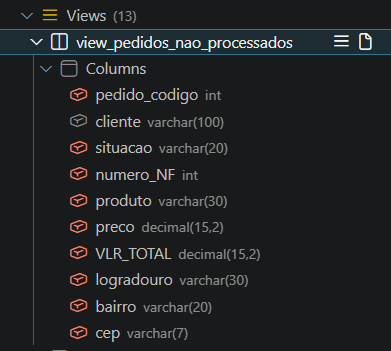 Views (13)
view_pedidos_nao_processados
Columns
pedido_codigo int
cliente varchar(100)
situacao varchar(20)
numero_NF int
produto varchar(30)
preco decimal(15,2)
VLR_TOTAL decimal(15,2)
logradouro varchar(30)
bairro varchar(20)
cep varchar(7)